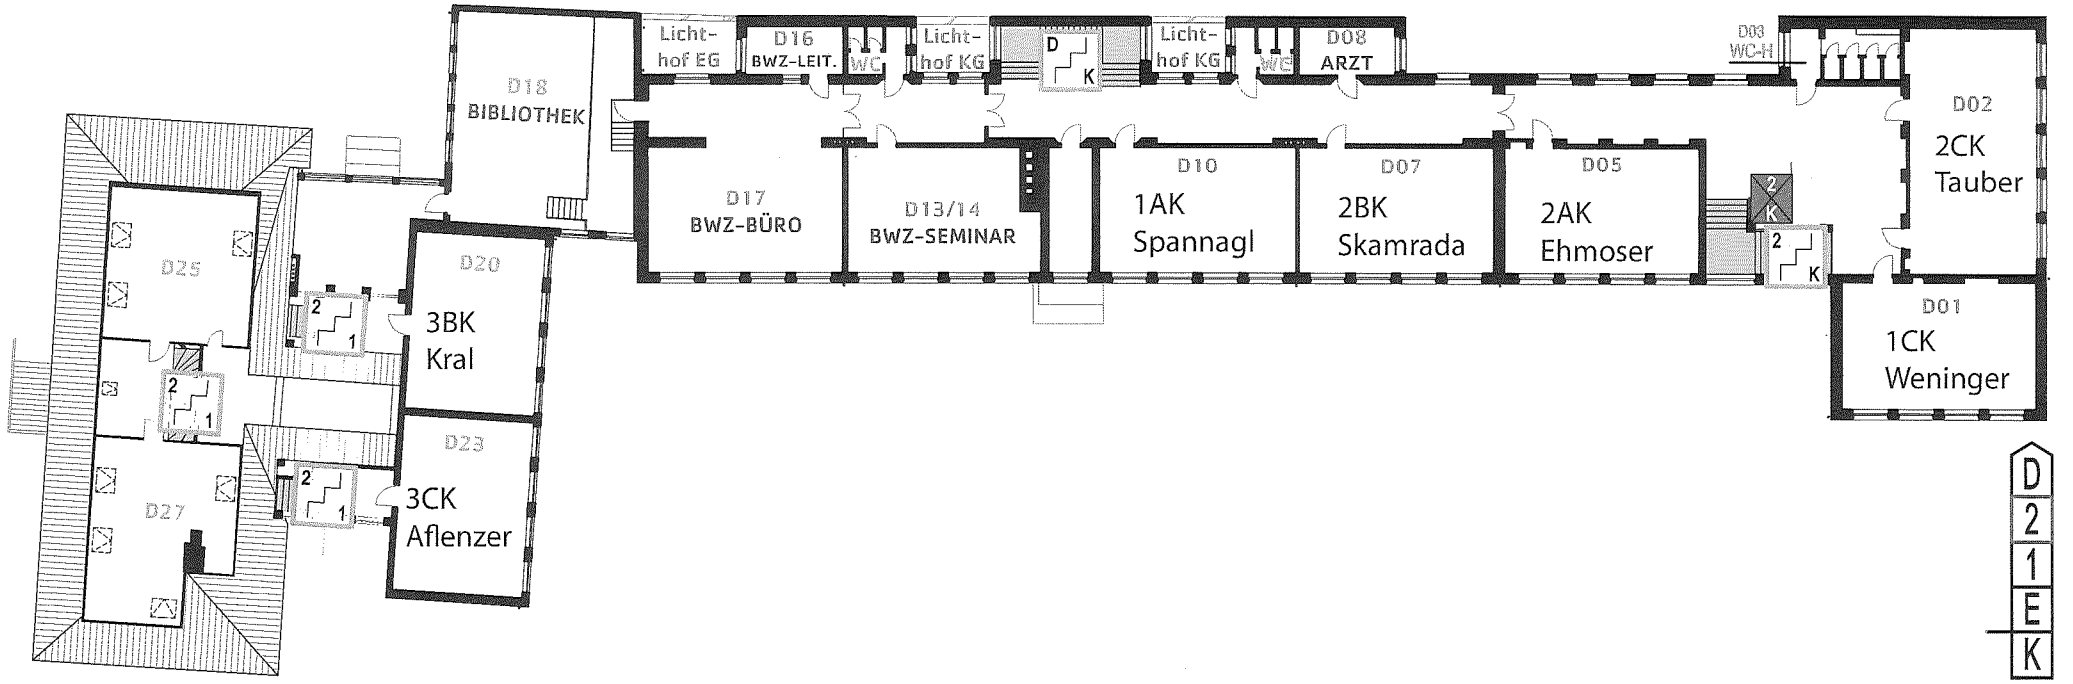 Licht-
hof EG
D16
BWZ-LEIT.
WC
Licht-
hof KG
D
K
Licht-
hof KG
WC
D08
ARZT
D03
WC-H
D18
BIBLIOTHEK
D02
2CK
Tauber
D17
BWZ-BÜRO
D13/14
BWZ-SEMINAR
D10
1AK
Spannagl
D07
2BK
Skamrada
D05
2AK
Ehmoser
2
K
2
K
D01
1CK
Weninger
D25
D20
3BK
Kral
2
1
2
1
D23
3CK
Aflenzer
2
1
D27
D
2
1
E
K